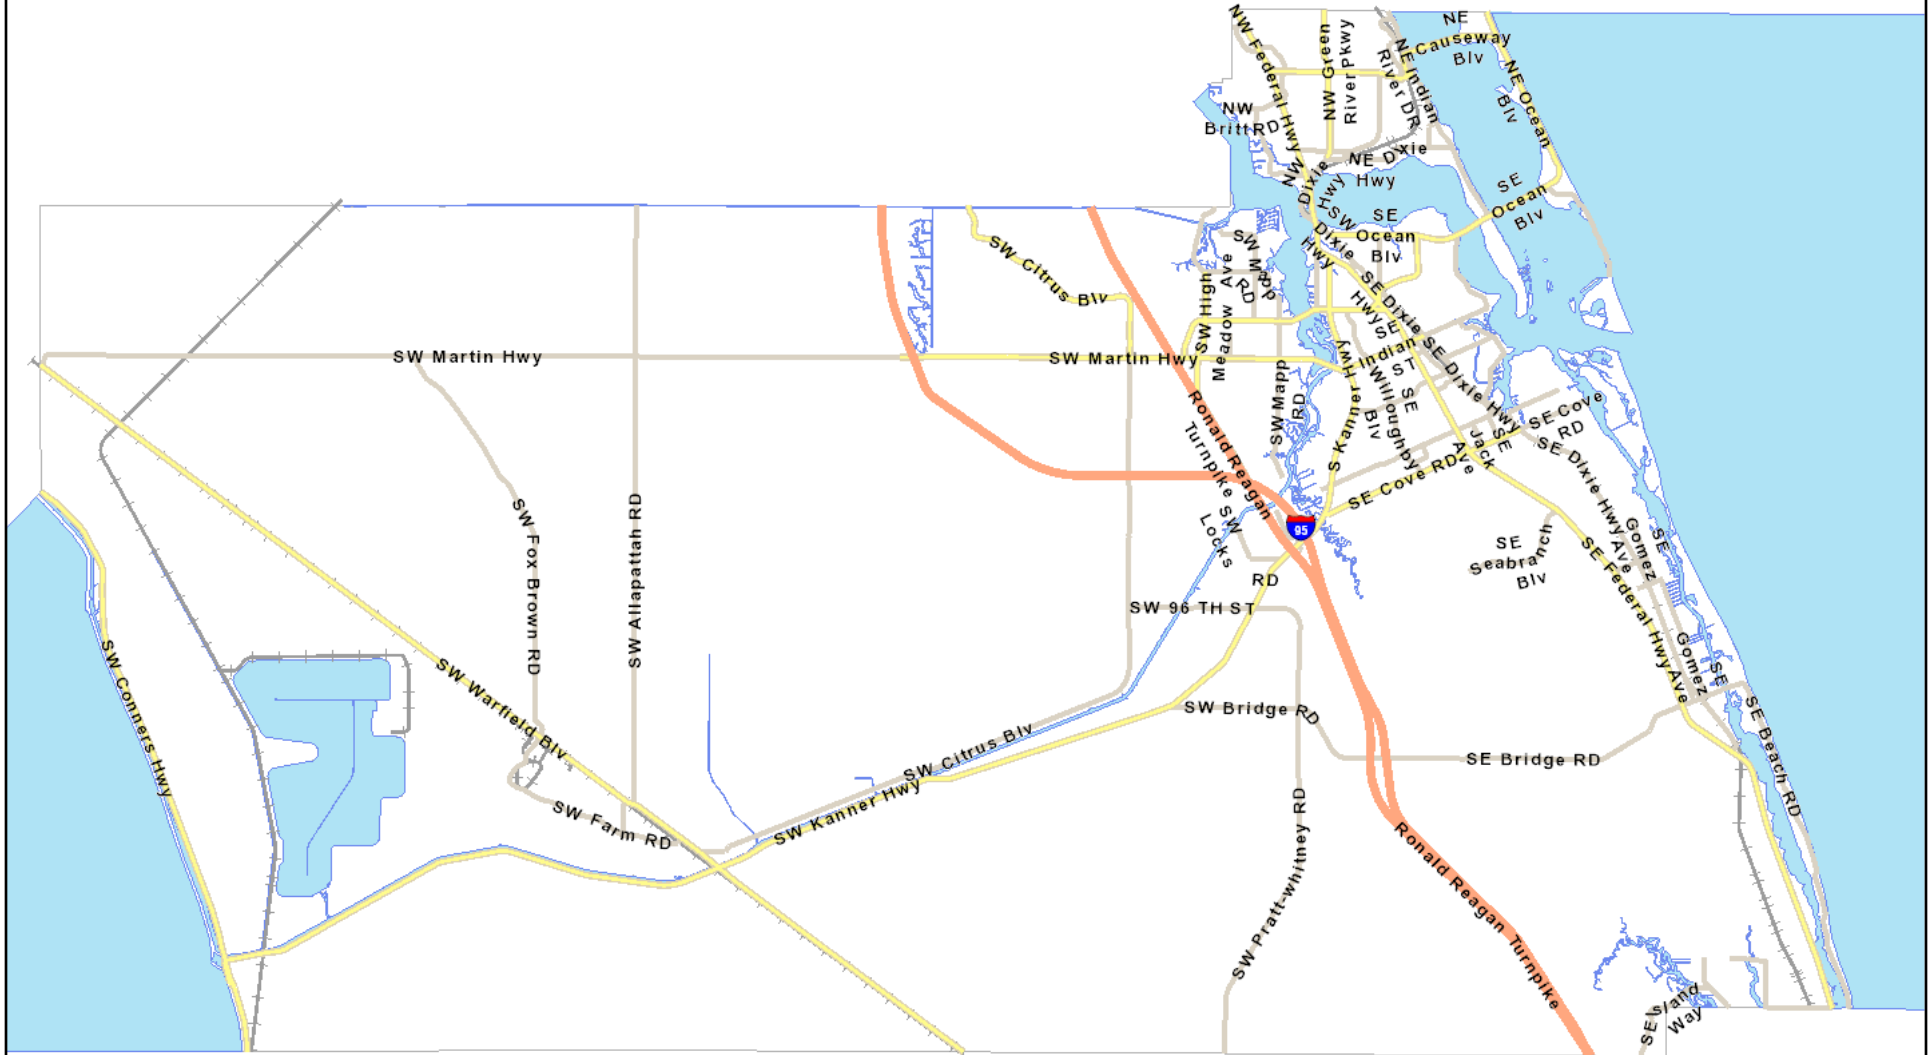 NE
Causeway
Blv
NW Federal Hwy
NW Green
River Pkwy
NE Indian
River DR
NE Ocean
Blv
NW
Britt RD
NE Dixie
Hwy
NW
Dixie
Hwy
SE
Ocean
Blv
SW
Dixie
Hwy
SE
Ocean
Blv
SW Citrus Blv
SW Mapp
RD
SW High
Meadow Ave
SE Dixie
Hwy
SE
Indian
ST
SW Martin Hwy
SW Martin Hwy
SE Dixie Hwy
SW Mapp
RD
S Kanner Hwy
SE
Willoughby
Blv
SE Cove
RD
SE
Jack
Ave
SE Cove RD
Ronald Reagan
Turnpike
SW
Locks
RD
95
SE Dixie Hwy
SE
Gomez
Ave
SW Fox Brown RD
SW Allapattah RD
SE
Seabranch
Blv
SE Federal Hwy
SW 96 TH ST
SE
Gomez
Ave
SW Conners Hwy
SW Warfield Blv
SW Bridge RD
SE Bridge RD
SE Beach RD
SW Citrus Blv
SW Kanner Hwy
SW Farm RD
SW Pratt-whitney RD
Ronald Reagan Turnpike
SE Island
Way